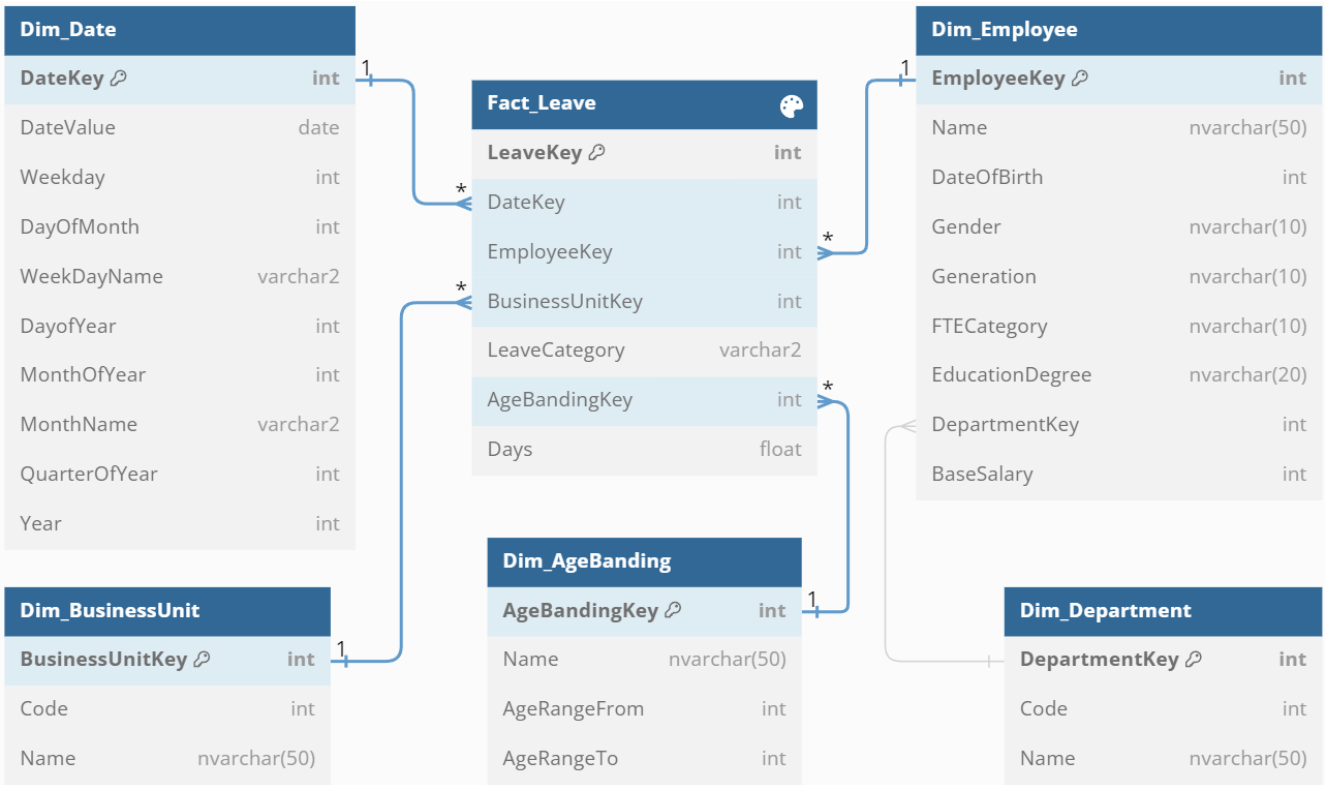 Dim_Date
DateKey int
DateValue date
Weekday int
DayOfMonth int
WeekDayName varchar2
DayofYear int
MonthOfYear int
MonthName varchar2
QuarterOfYear int
Year int
1
*
Fact_Leave
LeaveKey int
DateKey int
EmployeeKey int
BusinessUnitKey int
LeaveCategory varchar2
AgeBandingKey int
Days float
*
*
*
1
Dim_Employee
EmployeeKey int
Name nvarchar(50)
DateOfBirth int
Gender nvarchar(10)
Generation nvarchar(10)
FTECategory nvarchar(10)
EducationDegree nvarchar(20)
DepartmentKey int
BaseSalary int
Dim_BusinessUnit
BusinessUnitKey int
Code int
Name nvarchar(50)
1
Dim_AgeBanding
AgeBandingKey int
Name nvarchar(50)
AgeRangeFrom int
AgeRangeTo int
1
Dim_Department
DepartmentKey int
Code int
Name nvarchar(50)